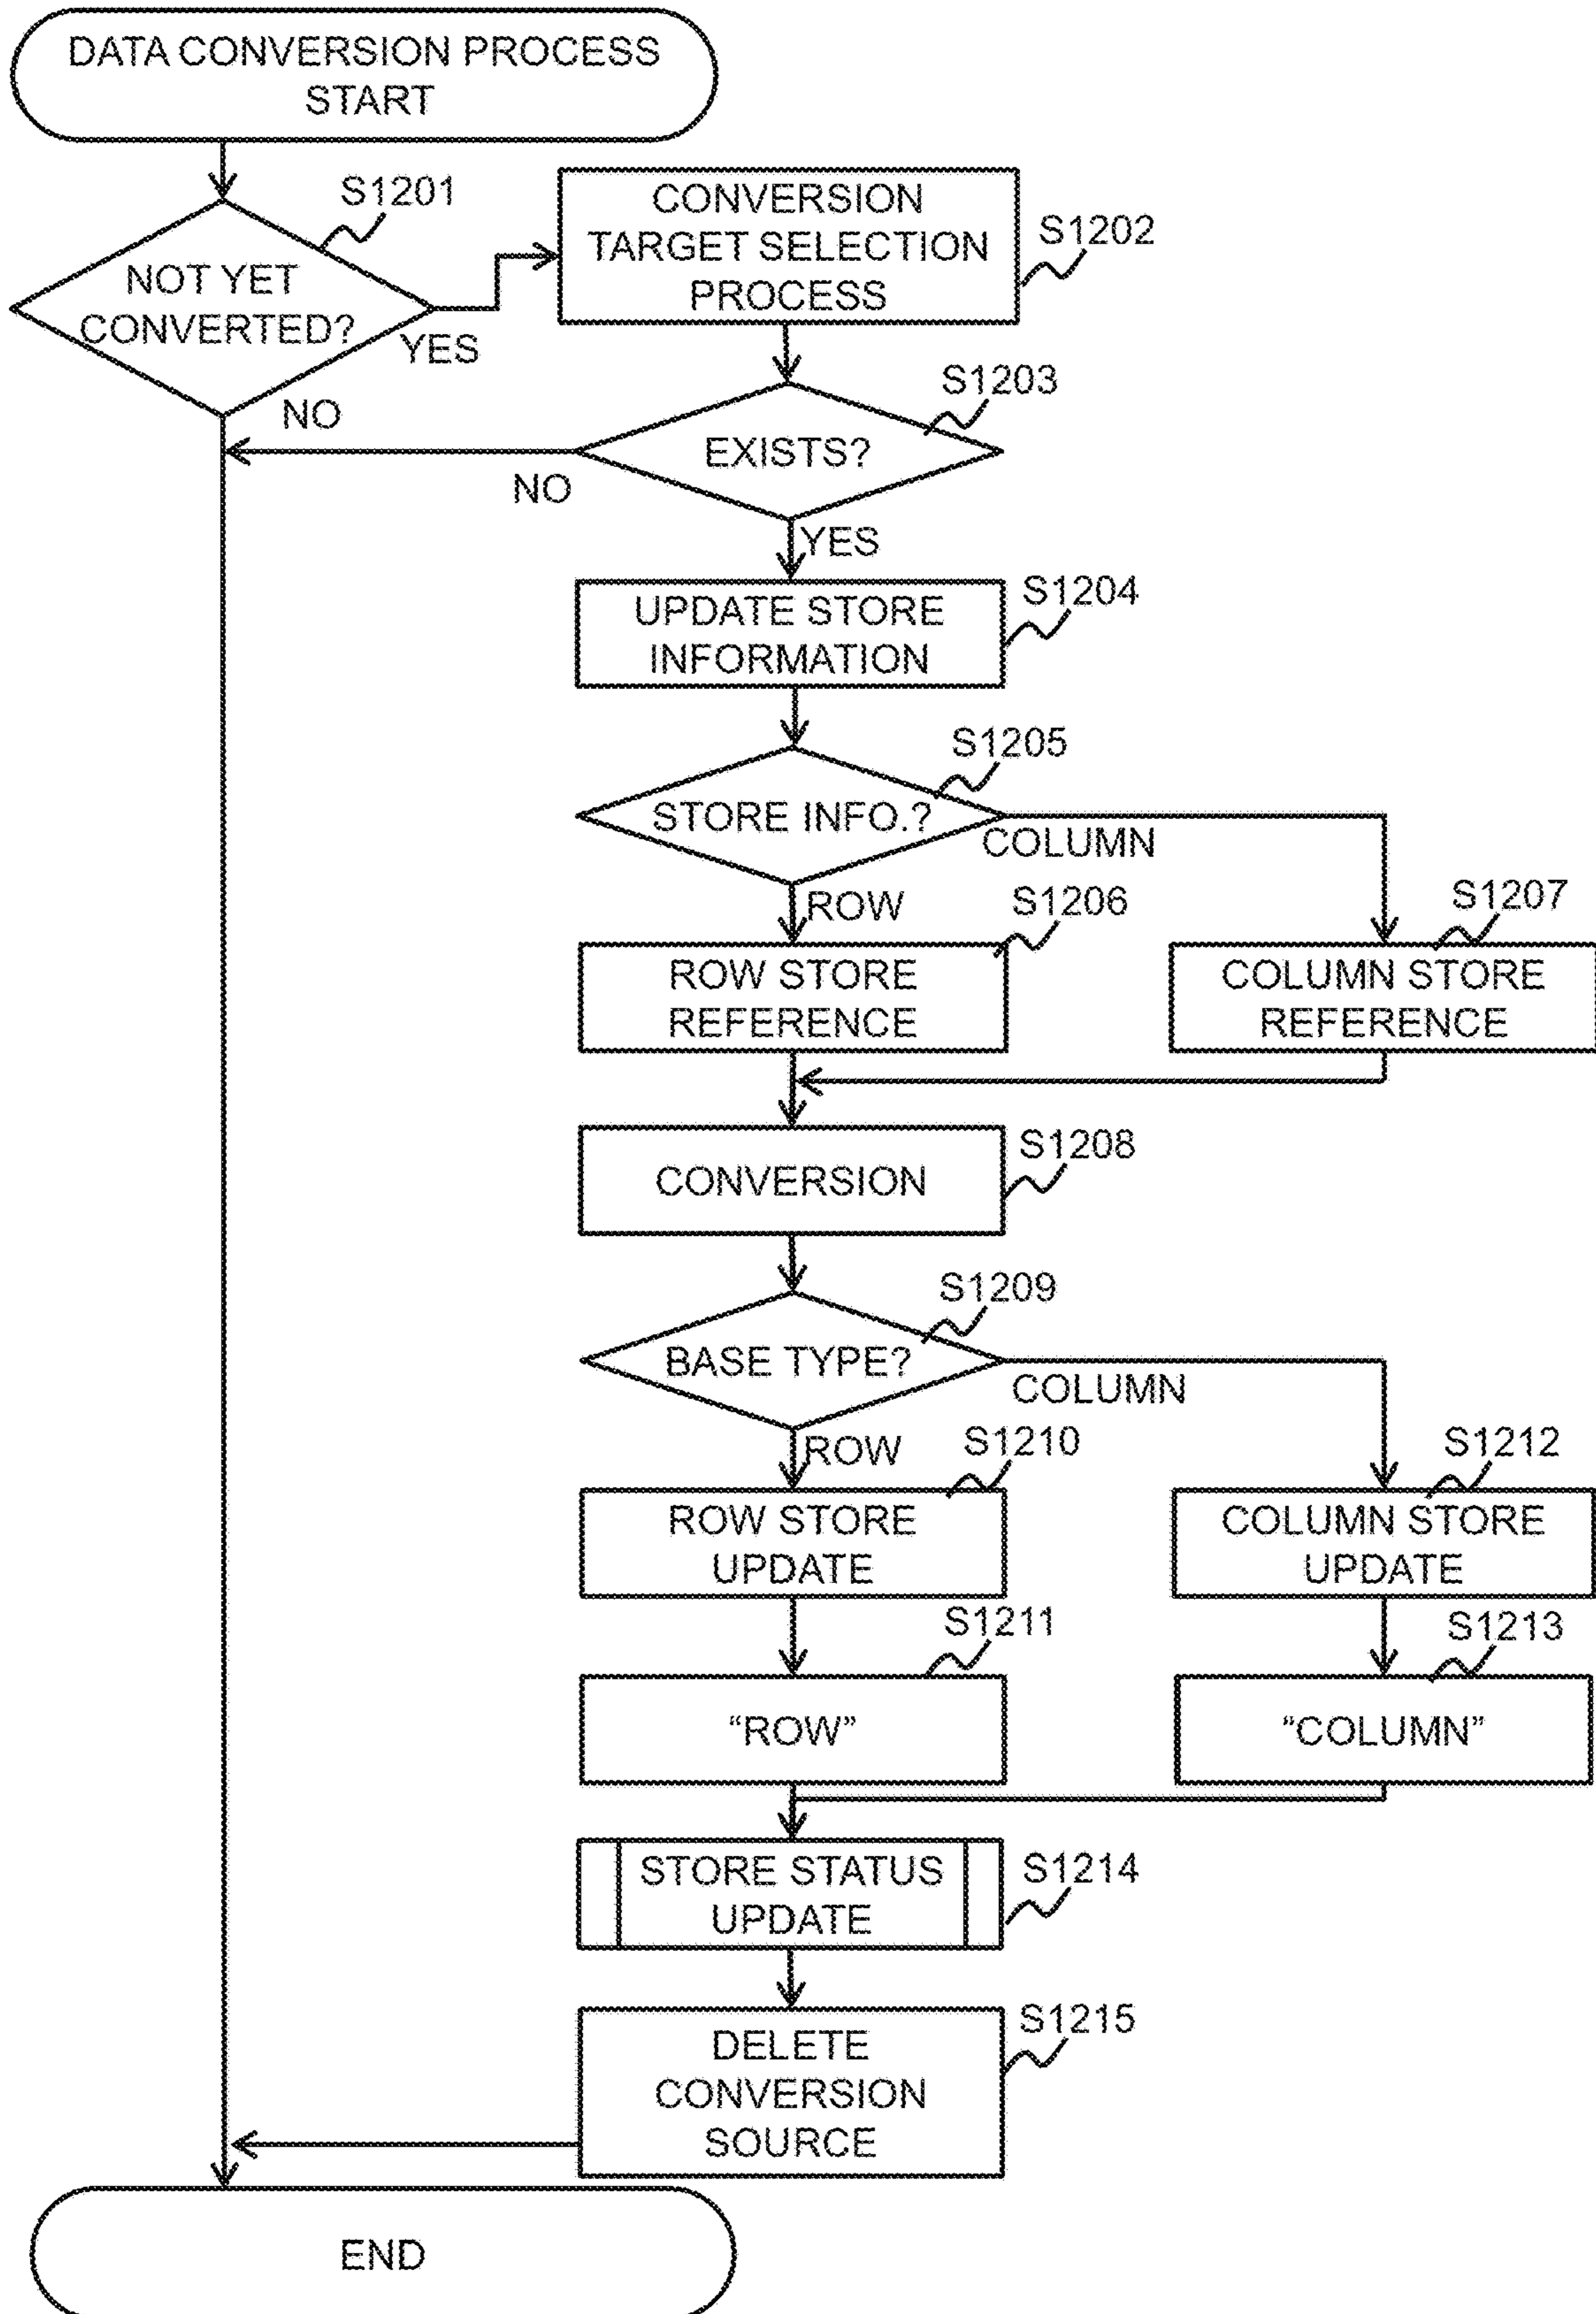 DATA CONVERSION PROCESS
START
S1201
NOT YET
CONVERTED?
YES
NO
CONVERSION
TARGET SELECTION
PROCESS
S1202
S1203
EXISTS?
NO
YES
UPDATE STORE
INFORMATION
S1204
S1205
STORE INFO.?
COLUMN
ROW
S1206
S1207
ROW STORE
REFERENCE
COLUMN STORE
REFERENCE
CONVERSION
S1208
S1209
BASE TYPE?
COLUMN
ROW
S1210
S1212
ROW STORE
UPDATE
COLUMN STORE
UPDATE
S1211
S1213
“ROW”
“COLUMN”
STORE STATUS
UPDATE
S1214
DELETE
CONVERSION
SOURCE
S1215
END